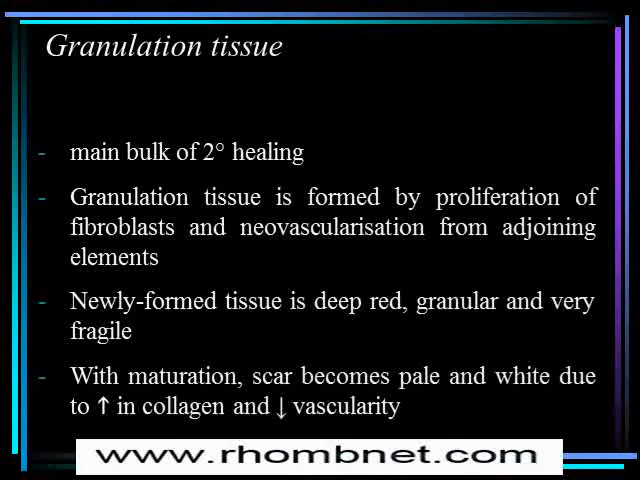 Granulation tissue
- main bulk of 2° healing
- Granulation tissue is formed by proliferation of
fibroblasts and neovascularisation from adjoining
elements
- Newly-formed tissue is deep red, granular and very
fragile
- With maturation, scar becomes pale and white due
to ↑ in collagen and ↓ vascularity
www.rhombnet.com